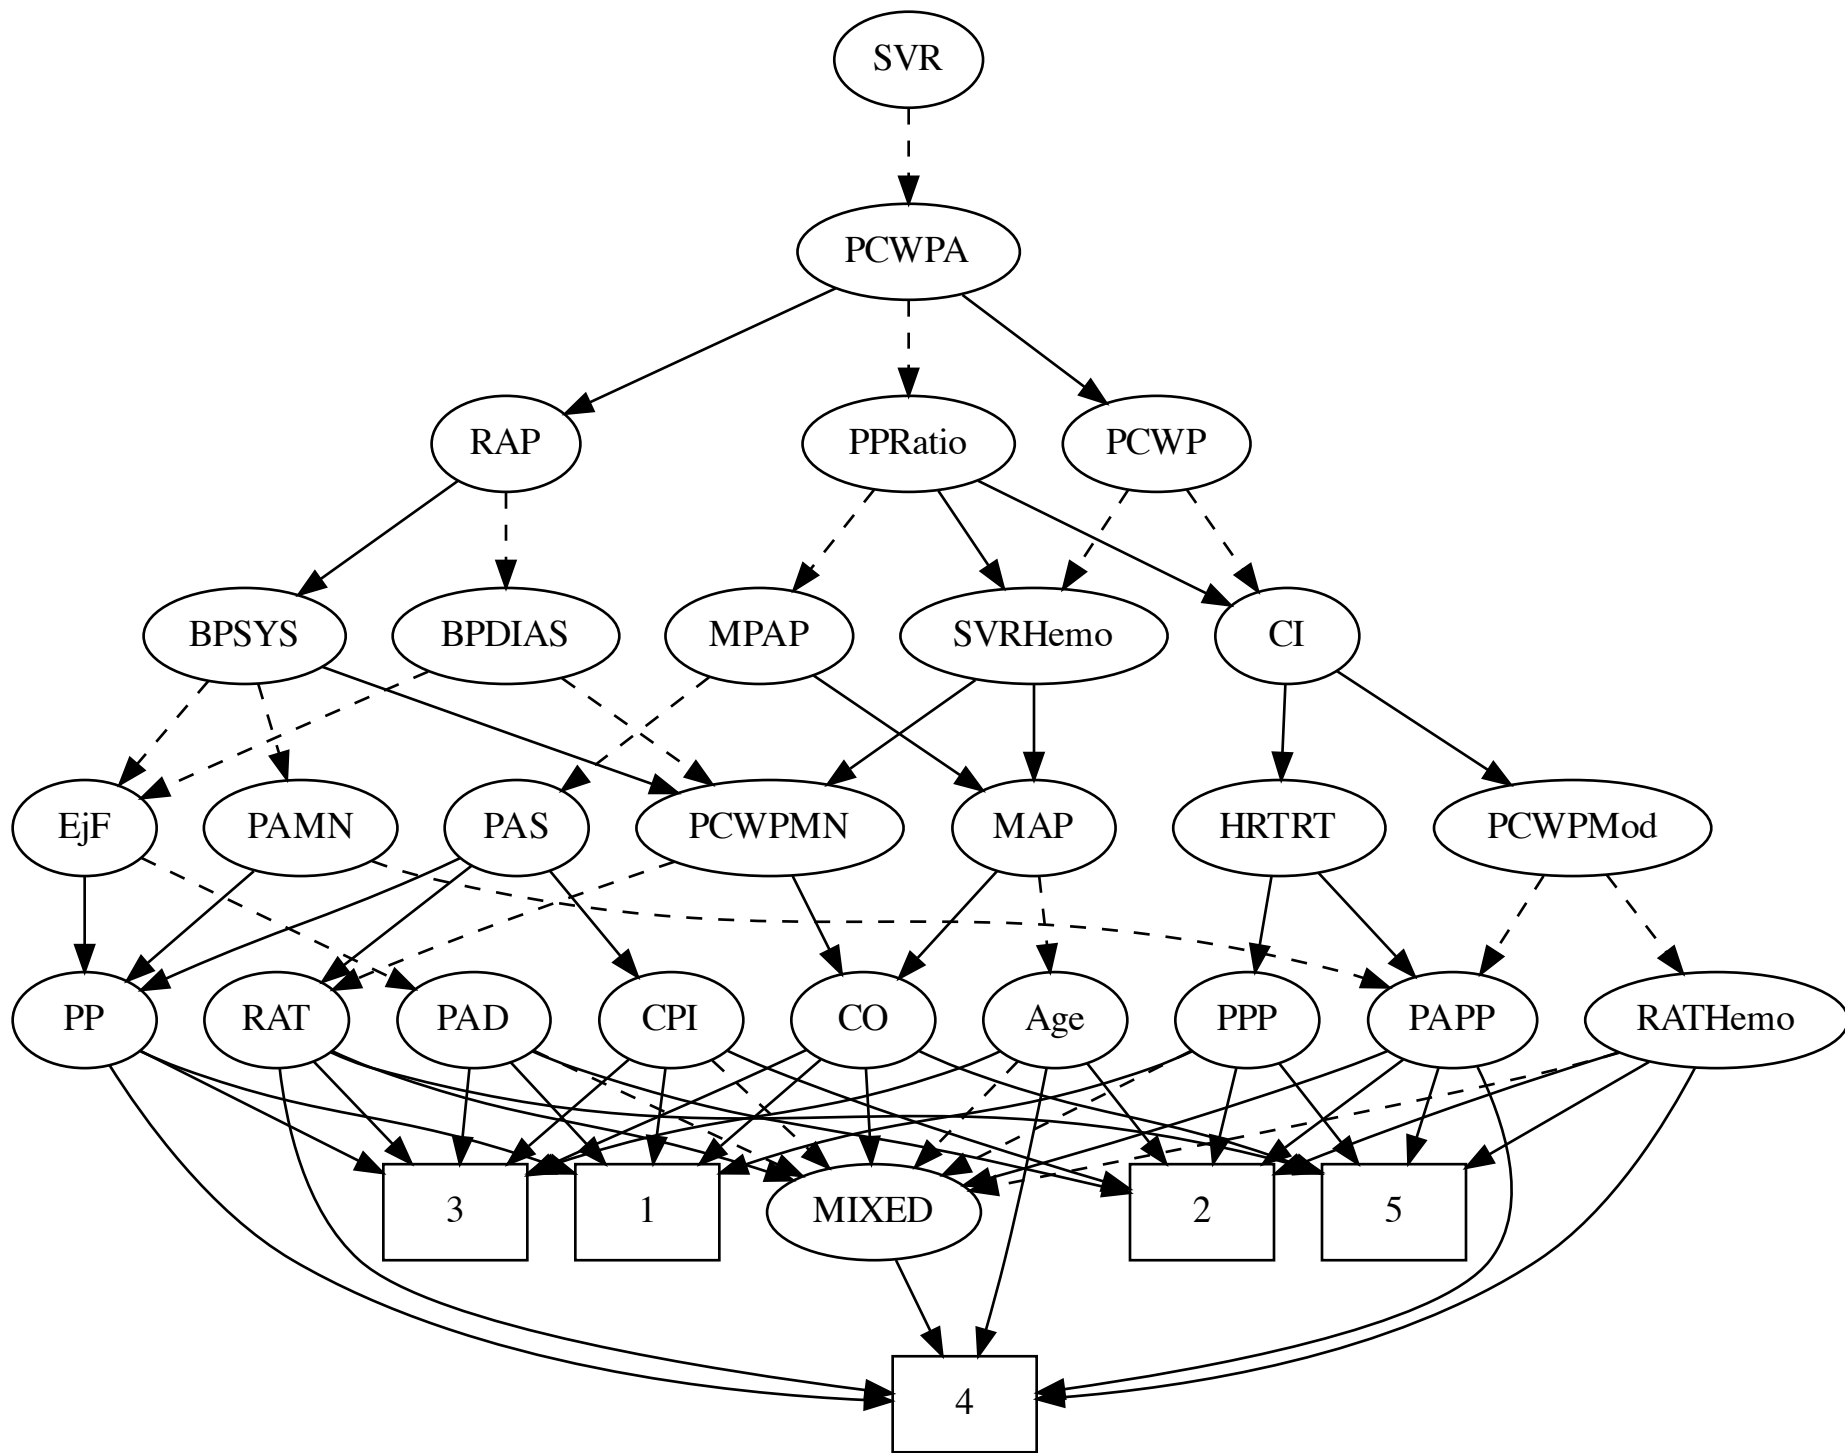 SVR
PCWPA
RAP
PPRatio
PCWP
BPSYS
BPDIAS
MPAP
SVRHemo
CI
EjF
PAMN
PAS
PCWPMN
MAP
HRTRT
PCWPMod
PP
RAT
PAD
CPI
CO
Age
PPP
PAPP
RATHemo
3
1
MIXED
2
5
4